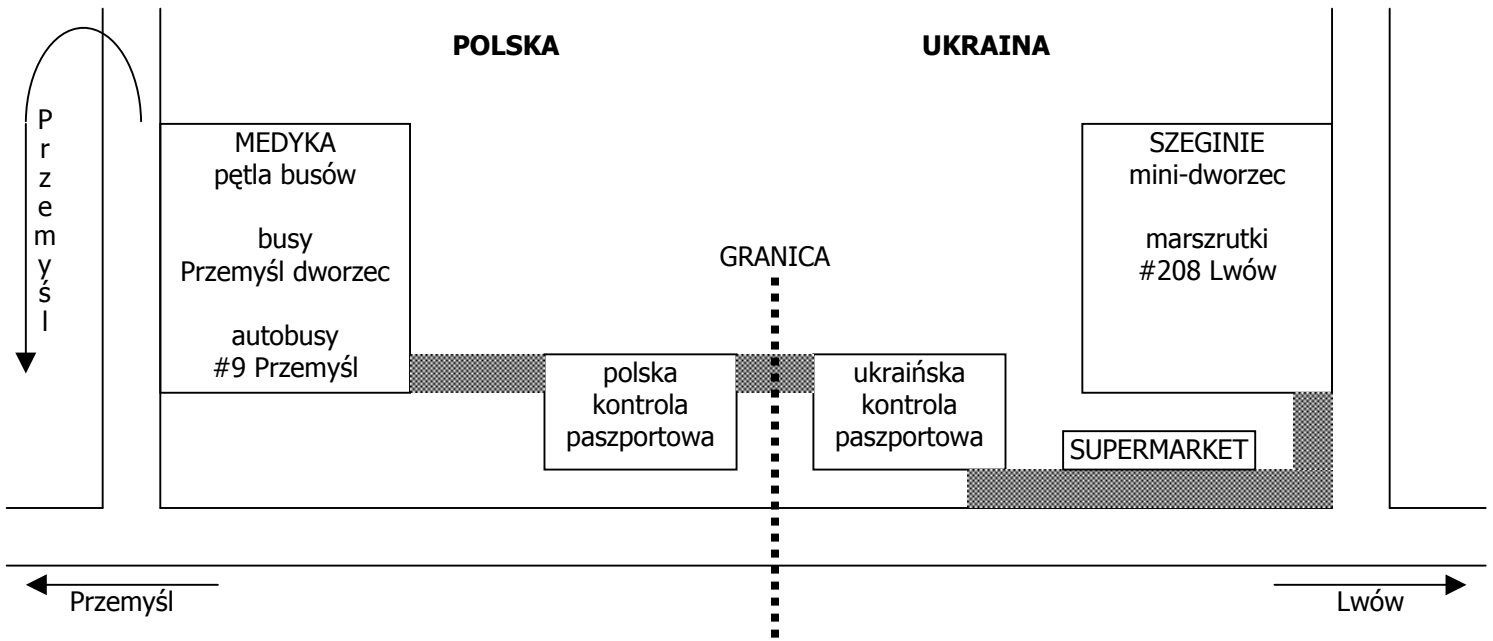 POLSKA
UKRAINA
Przemyśl
MEDYKA
pętla busów
busy
Przemyśl dworzec
autobusy
#9 Przemyśl
GRANICA
polska
kontrola
paszportowa
ukraińska
kontrola
paszportowa
SZEGINIE
mini-dworzec
marszrutki
#208 Lwów
SUPERMARKET
Przemyśl
Lwów